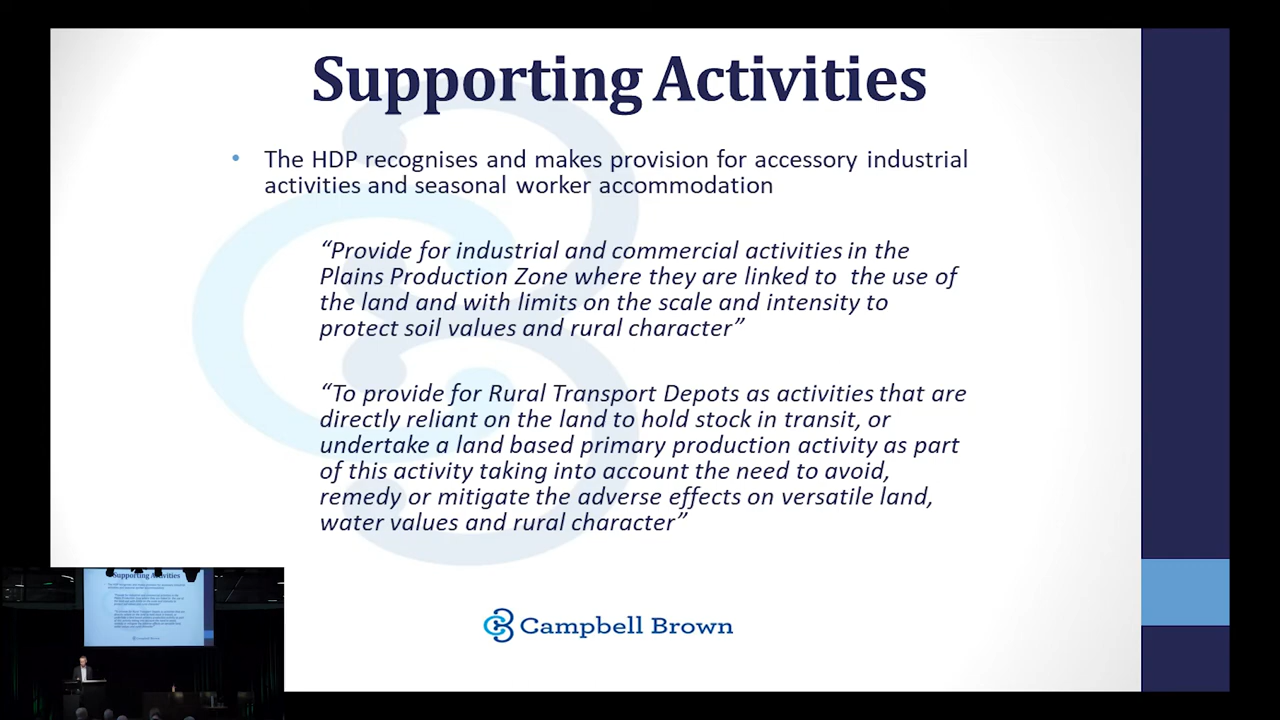 Supporting Activities
• The HDP recognises and makes provision for accessory industrial
activities and seasonal worker accommodation
“Provide for industrial and commercial activities in the
Plains Production Zone where they are linked to the use of
the land and with limits on the scale and intensity to
protect soil values and rural character”
“To provide for Rural Transport Depots as activities that are
directly reliant on the land to hold stock in transit, or
undertake a land based primary production activity as part
of this activity taking into account the need to avoid,
remedy or mitigate the adverse effects on versatile land,
water values and rural character”
Campbell Brown
Supporting Activities
Campbell Brown